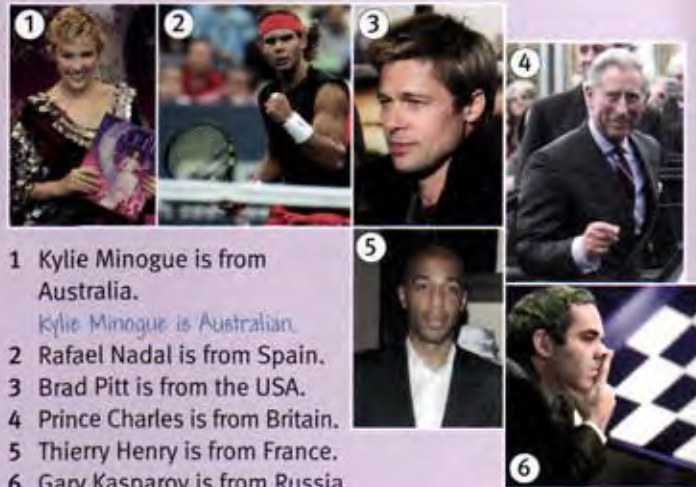 1
2
3
4
5
6
1 Kylie Minogue is from
Australia.
Kylie Minogue is Australian.
2 Rafael Nadal is from Spain.
3 Brad Pitt is from the USA.
4 Prince Charles is from Britain.
5 Thierry Henry is from France.
6 Gary Kasparov is from Russia